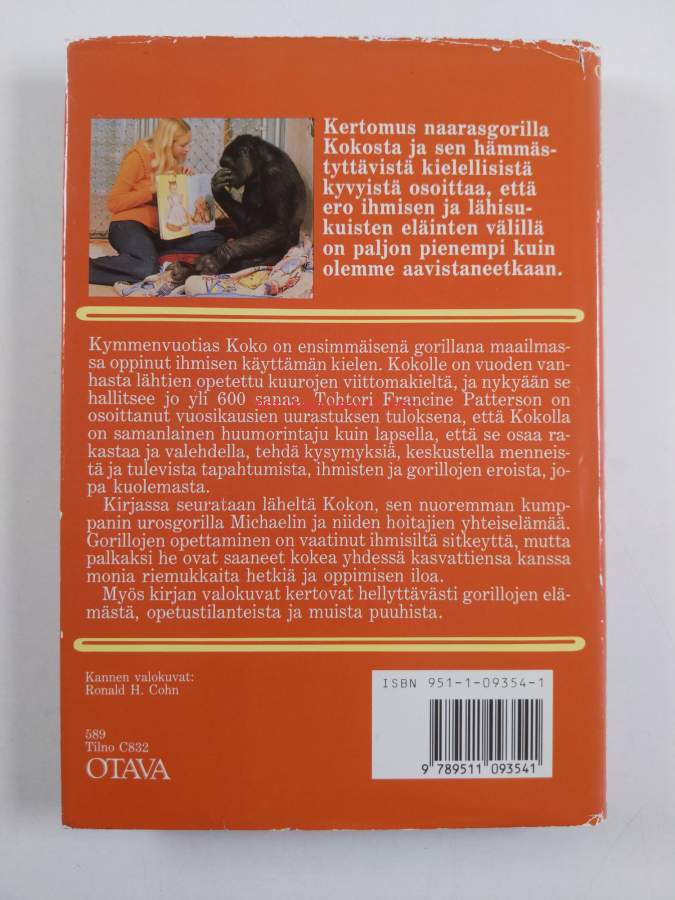 Kertomus naarasgorilla
Kokosta ja sen hämmäs-
tyttävistä kielellisistä
kyvyistä osoittaa, että
ero ihmisen ja lähisu-
kuisten eläinten välillä
on paljon pienempi kuin
olemme aavistaneetkaan.
Kymmenvuotias Koko on ensimmäisenä gorillana maailmas-
sa oppinut ihmisen käyttämän kielen. Kokolle on vuoden van-
hasta lähtien opetettu kuurojen viittomakieltä, ja nykyään se
hallitsee jo yli 600 sanaa. Tohtori Francine Patterson on
osoittanut vuosikausien uurastuksen tuloksena, että Kokolla
on samanlainen huumorintaju kuin lapsella, että se osaa ra-
kastaa ja valehdella, tehdä kysymyksiä, keskustella menneis-
tä ja tulevista tapahtumista, ihmisten ja gorillojen eroista, jo-
pa kuolemasta.
Kirjassa seurataan läheltä Kokon, sen nuoremman kump-
panin urosgorilla Michaelin ja niiden hoitajien yhteiselämää.
Gorillojen opettaminen on vaatinut ihmisiltä sitkeyttä, mutta
palkaksi he ovat saaneet kokea yhdessä kasvattiensa kanssa
monia riemukkaita hetkiä ja oppimisen iloa.
Myös kirjan valokuvat kertovat hellyttävästi gorillojen elä-
mästä, opetustilanteista ja muista puuhista.
Kannen valokuvat:
Ronald H. Cohn
ISBN 951-1-09354-1
589
Tilno C832
OTAVA
9 789511 093541